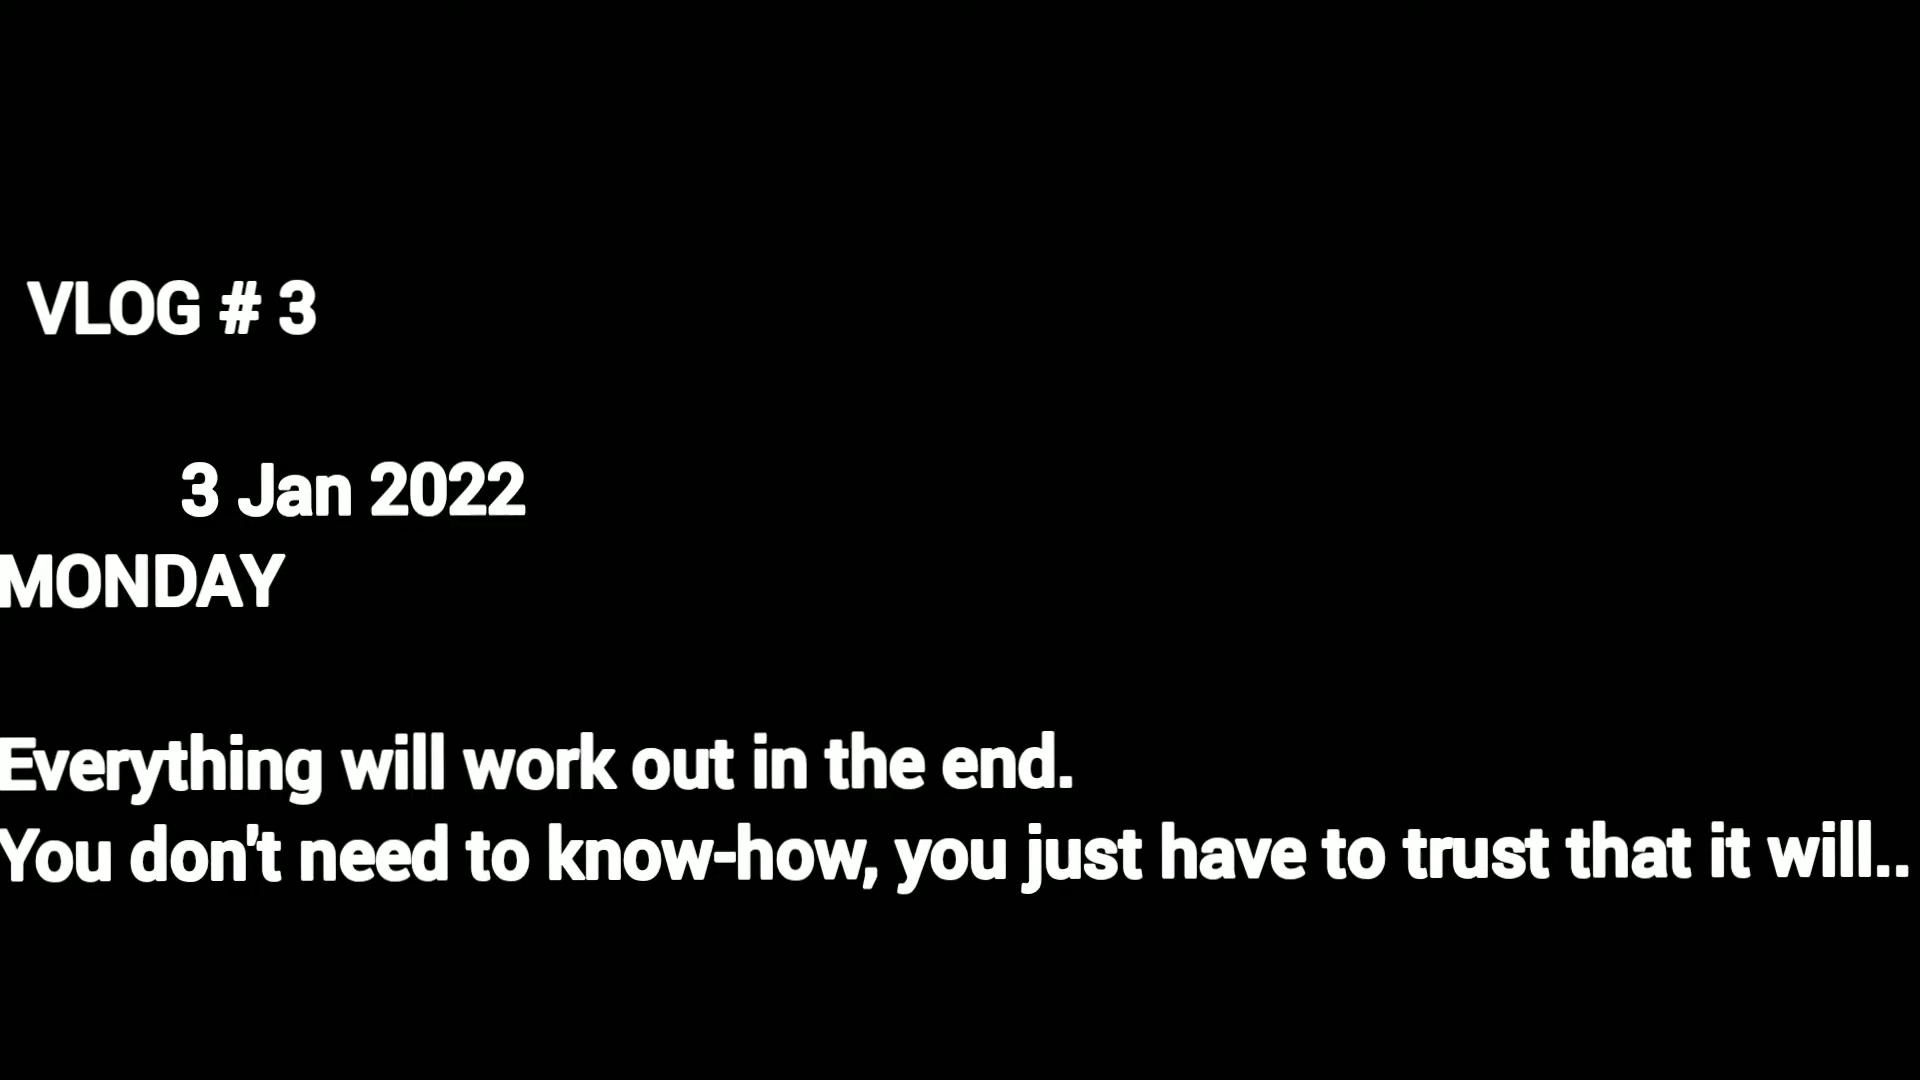 VLOG # 3
3 Jan 2022
MONDAY
Everything will work out in the end.
You don't need to know-how, you just have to trust that it will..